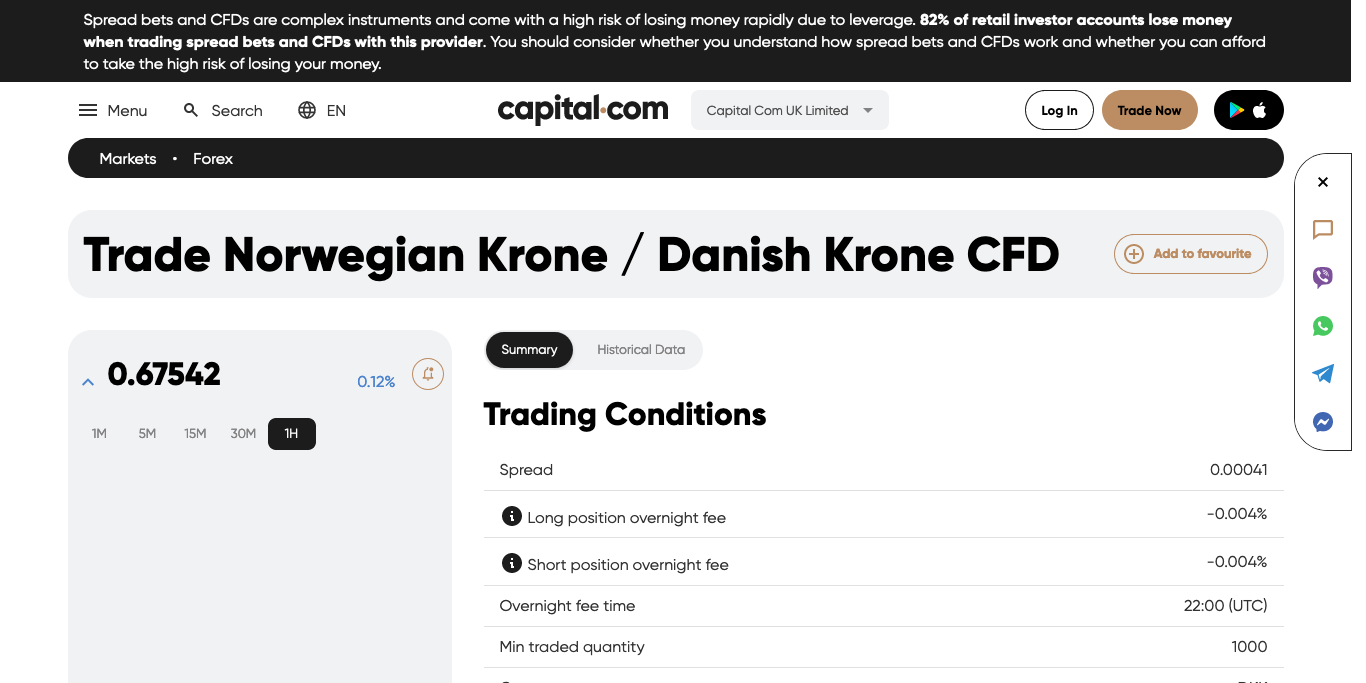 Spread bets and CFDs are complex instruments and come with a high risk of losing money rapidly due to leverage. 82% of retail investor accounts lose money
when trading spread bets and CFDs with this provider. You should consider whether you understand how spread bets and CFDs work and whether you can afford
to take the high risk of losing your money.
Menu Search EN capital.com Capital Com UK Limited Log In Trade Now
Markets • Forex
Trade Norwegian Krone / Danish Krone CFD Add to favourite
0.67542 0.12%
1M 5M 15M 30M 1H
Summary Historical Data
Trading Conditions
Spread 0.00041
Long position overnight fee -0.004%
Short position overnight fee -0.004%
Overnight fee time 22:00 (UTC)
Min traded quantity 1000